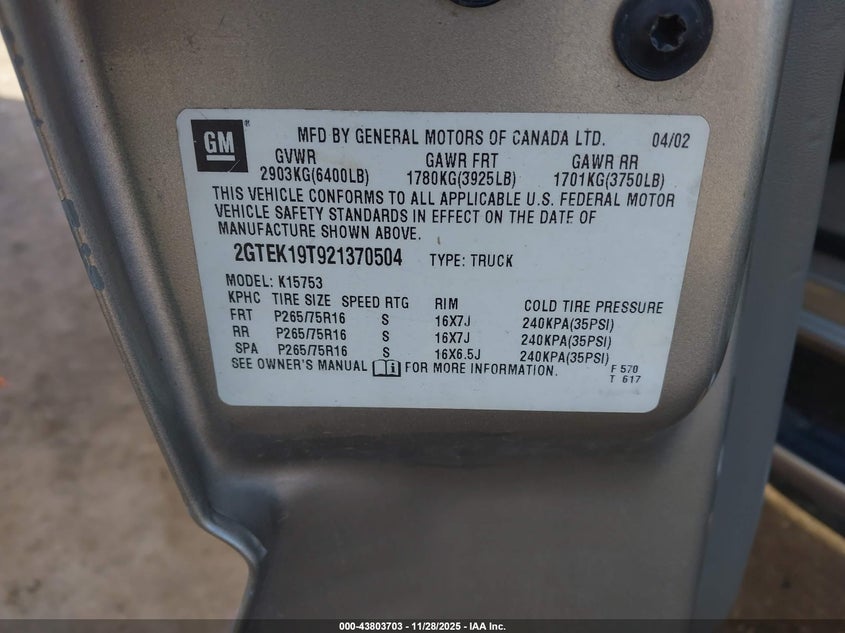 GM ® MFD BY GENERAL MOTORS OF CANADA LTD. 04/02
GVWR GAWR FRT GAWR RR
2903KG(6400LB) 1780KG(3925LB) 1701KG(3750LB)
THIS VEHICLE CONFORMS TO ALL APPLICABLE U.S. FEDERAL MOTOR
VEHICLE SAFETY STANDARDS IN EFFECT ON THE DATE OF
MANUFACTURE SHOWN ABOVE.
2GTEK19T921370504 TYPE: TRUCK
MODEL: K15753
KPHC TIRE SIZE SPEED RTG RIM COLD TIRE PRESSURE
FRT P265/75R16 S 16X7J 240KPA(35PSI)
RR P265/75R16 S 16X7J 240KPA(35PSI)
SPA P265/75R16 S 16X6.5J 240KPA(35PSI)
SEE OWNER'S MANUAL FOR MORE INFORMATION.
F 570
T 617
000-43803703 | 11/28/2025 - IAA Inc.